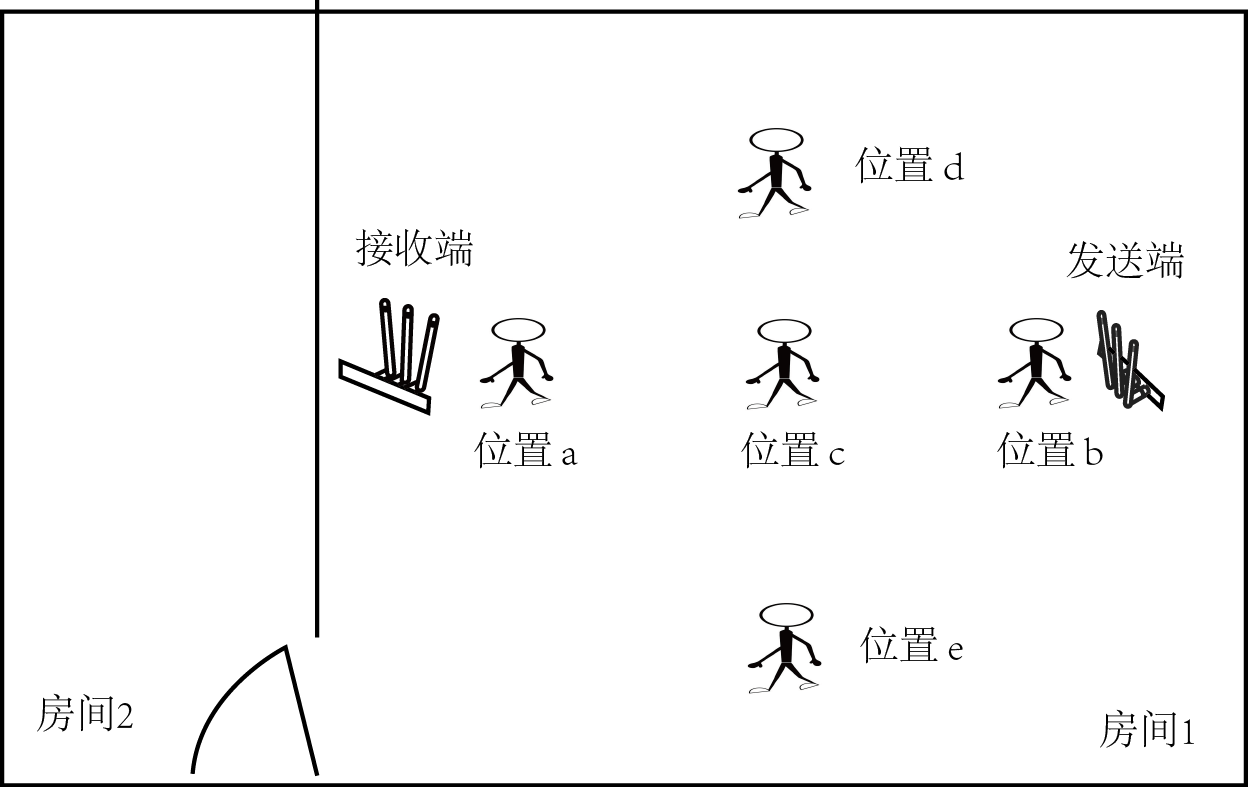 位置 d
接收端
发送端
位置 a
位置 c
位置 b
位置 e
房间2
房间1